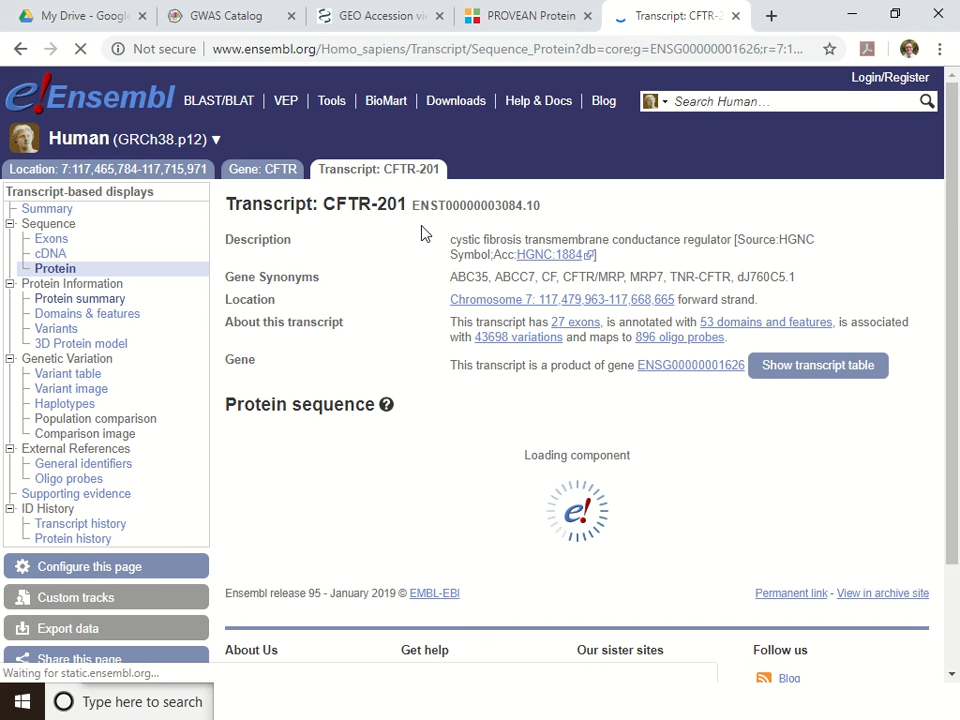 My Drive - Google
GWAS Catalog
GEO Accession vi
PROVEAN Protein
Transcript: CFTR-2
Not secure
www.ensembl.org/Homo_sapiens/Transcript/Sequence_Protein?db=core;g=ENSG00000001626;r=7:1...
Login/Register
e!Ensembl
BLAST/BLAT | VEP | Tools | BioMart | Downloads | Help & Docs | Blog
Search Human...
Human (GRCh38.p12) ▼
Location: 7:117,465,784-117,715,971
Gene: CFTR
Transcript: CFTR-201
Transcript-based displays
Summary
Sequence
Exons
cDNA
Protein
Protein Information
Protein summary
Domains & features
Variants
3D Protein model
Genetic Variation
Variant table
Variant image
Haplotypes
Population comparison
Comparison image
External References
General identifiers
Oligo probes
Supporting evidence
ID History
Transcript history
Protein history
Configure this page
Custom tracks
Export data
Share this page
Transcript: CFTR-201 ENST00000003084.10
Description
cystic fibrosis transmembrane conductance regulator [Source:HGNC
Symbol;Acc:HGNC:1884]
Gene Synonyms
ABC35, ABCC7, CF, CFTR/MRP, MRP7, TNR-CFTR, dJ760C5.1
Location
Chromosome 7: 117,479,963-117,668,665 forward strand.
About this transcript
This transcript has 27 exons, is annotated with 53 domains and features, is associated
with 43698 variations and maps to 896 oligo probes.
Gene
This transcript is a product of gene ENSG00000001626
Show transcript table
Protein sequence ?
Loading component
e!
Ensembl release 95 - January 2019 © EMBL-EBI
Permanent link - View in archive site
About Us
Get help
Our sister sites
Follow us
Blog
Waiting for static.ensembl.org...
Type here to search